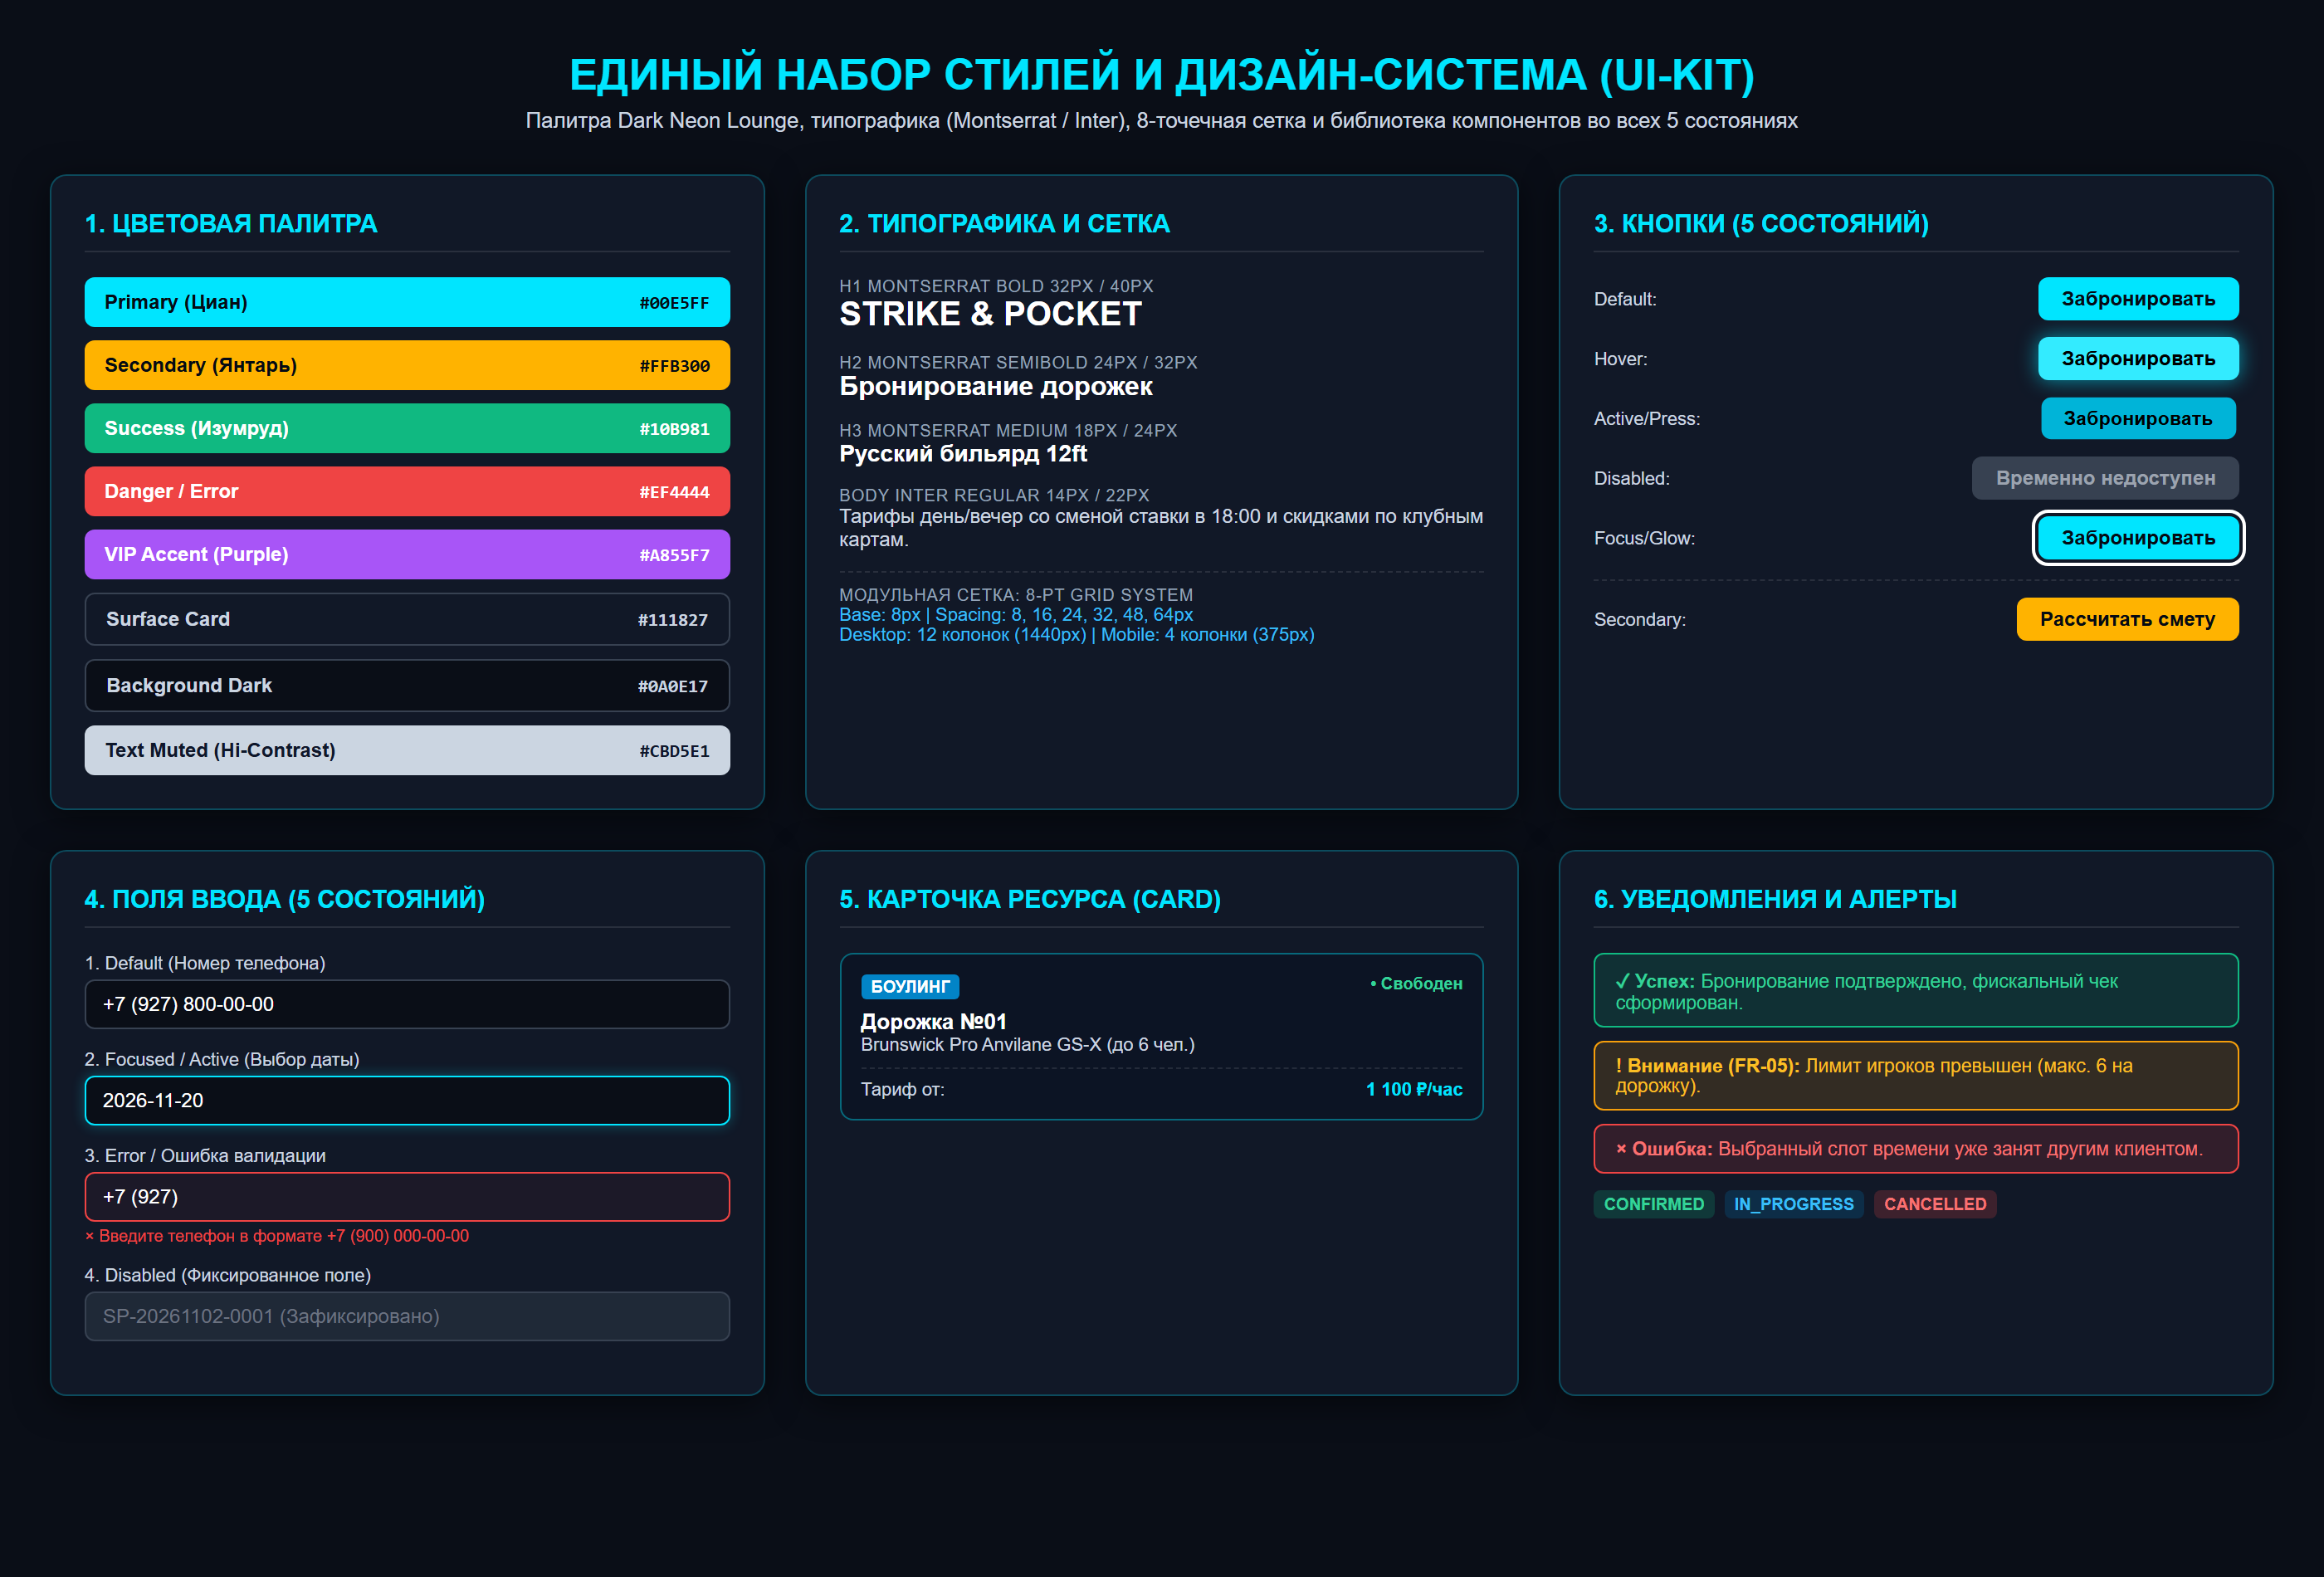 ЕДИНЫЙ НАБОР СТИЛЕЙ И ДИЗАЙН-СИСТЕМА (UI-KIT)
Палитра Dark Neon Lounge, типографика (Montserrat / Inter), 8-точечная сетка и библиотека компонентов во всех 5 состояниях
1. ЦВЕТОВАЯ ПАЛИТРА
Primary (Циан) #00E5FF
Secondary (Янтарь) #FFB300
Success (Изумруд) #10B981
Danger / Error #EF4444
VIP Accent (Purple) #A855F7
Surface Card #111827
Background Dark #0A0E17
Text Muted (Hi-Contrast) #CBD5E1
2. ТИПОГРАФИКА И СЕТКА
H1 MONTSERRAT BOLD 32PX / 40PX
STRIKE & POCKET
H2 MONTSERRAT SEMIBOLD 24PX / 32PX
Бронирование дорожек
H3 MONTSERRAT MEDIUM 18PX / 24PX
Русский бильярд 12ft
BODY INTER REGULAR 14PX / 22PX
Тарифы день/вечер со сменой ставки в 18:00 и скидками по клубным
картам.
МОДУЛЬНАЯ СЕТКА: 8-PT GRID SYSTEM
Base: 8px | Spacing: 8, 16, 24, 32, 48, 64px
Desktop: 12 колонок (1440px) | Mobile: 4 колонки (375px)
3. КНОПКИ (5 СОСТОЯНИЙ)
Default: Забронировать
Hover: Забронировать
Active/Press: Забронировать
Disabled: Временно недоступен
Focus/Glow: Забронировать
Secondary: Рассчитать смету
4. ПОЛЯ ВВОДА (5 СОСТОЯНИЙ)
1. Default (Номер телефона)
+7 (927) 800-00-00
2. Focused / Active (Выбор даты)
2026-11-20
3. Error / Ошибка валидации
+7 (927)
× Введите телефон в формате +7 (900) 000-00-00
4. Disabled (Фиксированное поле)
SP-20261102-0001 (Зафиксировано)
5. КАРТОЧКА РЕСУРСА (CARD)
БОУЛИНГ • Свободен
Дорожка №01
Brunswick Pro Anvilane GS-X (до 6 чел.)
Тариф от: 1 100 ₽/час
6. УВЕДОМЛЕНИЯ И АЛЕРТЫ
✓ Успех: Бронирование подтверждено, фискальный чек
сформирован.
! Внимание (FR-05): Лимит игроков превышен (макс. 6 на
дорожку).
× Ошибка: Выбранный слот времени уже занят другим клиентом.
CONFIRMED IN_PROGRESS CANCELLED